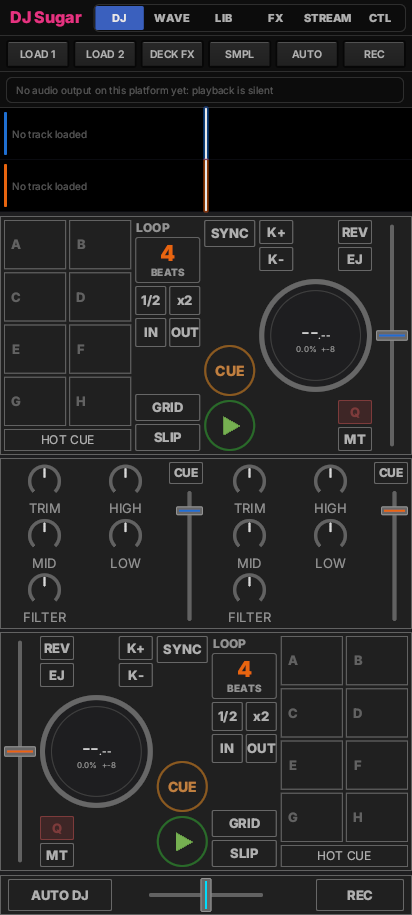 DJ Sugar DJ WAVE LIB FX STREAM CTL
LOAD 1 LOAD 2 DECK FX SMPL AUTO REC
No audio output on this platform yet: playback is silent
No track loaded
No track loaded
A B
C D
E F
G H
HOT CUE
LOOP
4
BEATS
1/2 x2
IN OUT
GRID
SLIP
SYNC
CUE
K+
K-
REV
EJ
--.--
0.0% +-8
Q
MT
TRIM HIGH
MID LOW
FILTER
CUE
TRIM HIGH
MID LOW
FILTER
CUE
REV
EJ
K+
K-
--.--
0.0% +-8
Q
MT
SYNC
CUE
LOOP
4
BEATS
1/2 x2
IN OUT
GRID
SLIP
A B
C D
E F
G H
HOT CUE
AUTO DJ REC